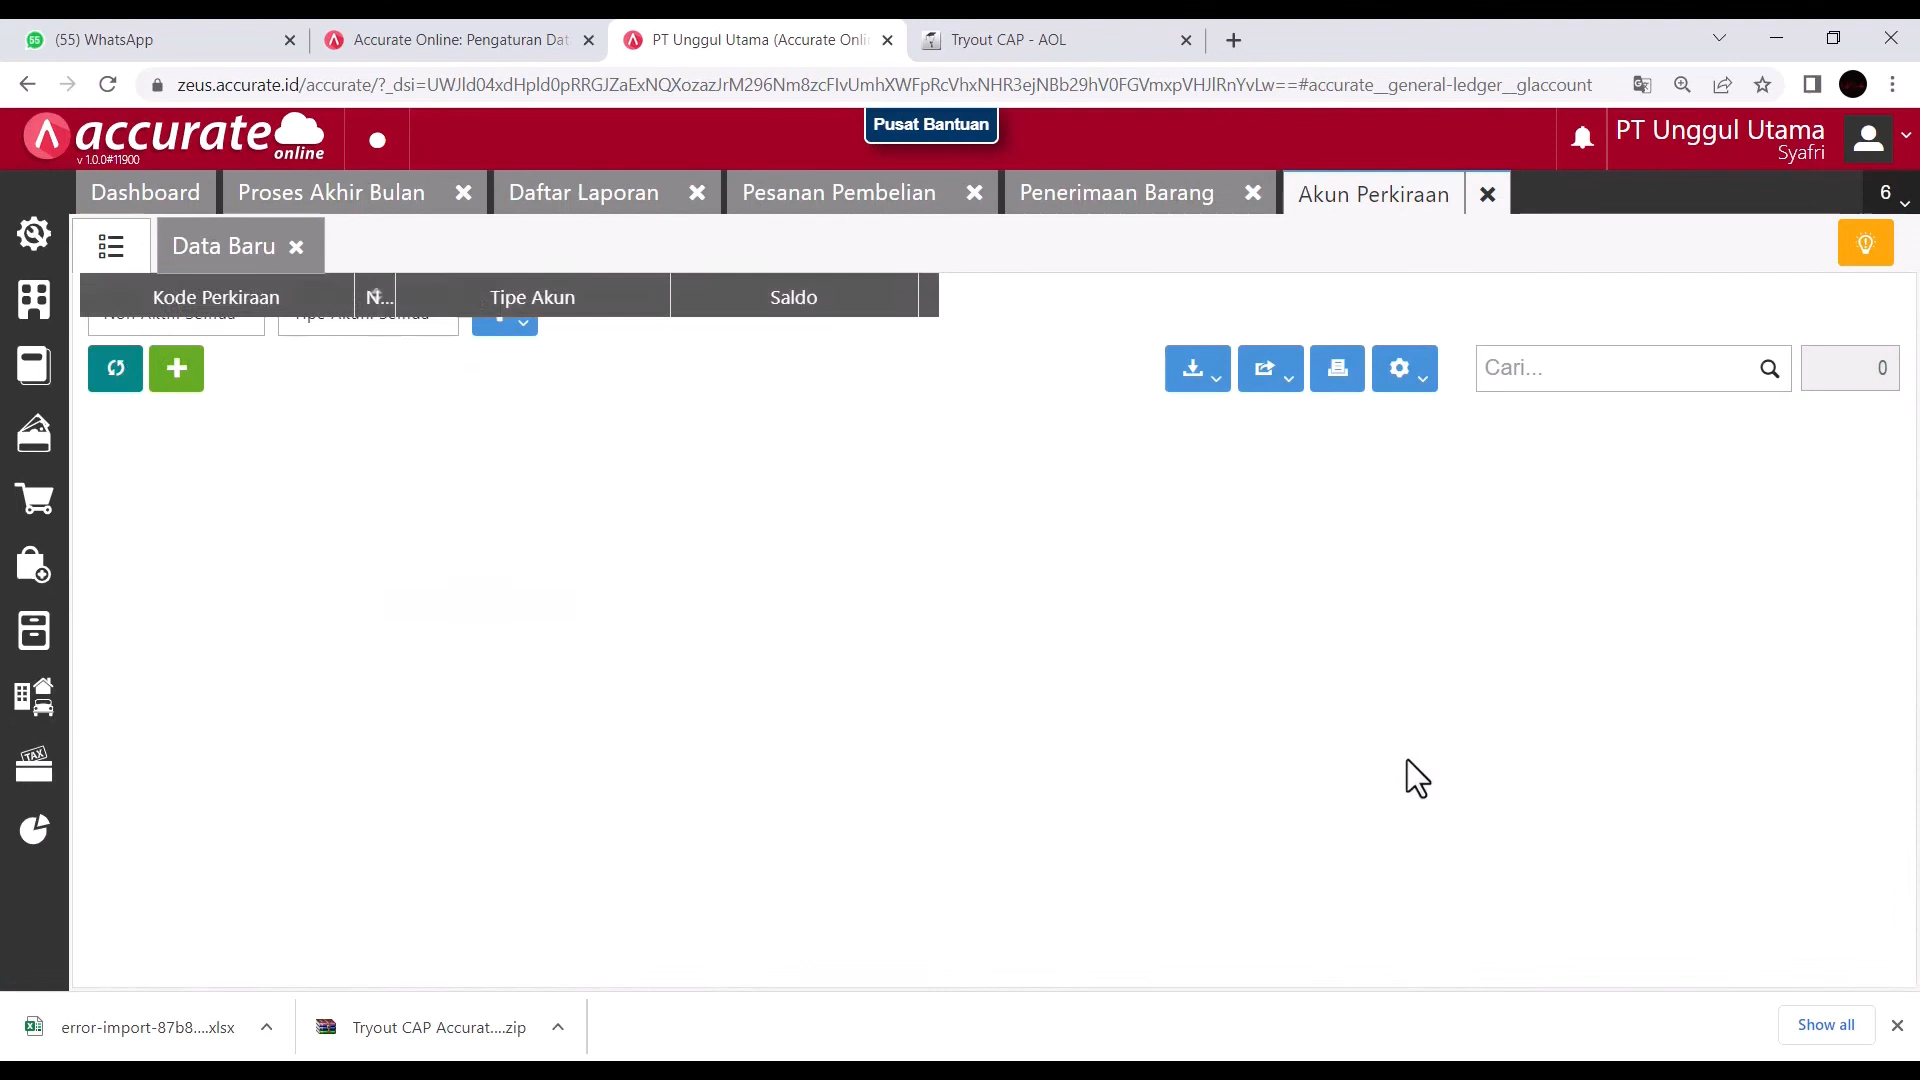 (55) WhatsApp
Accurate Online: Pengaturan Dat
PT Unggul Utama (Accurate Onli
Tryout CAP - AOL
zeus.accurate.id/accurate/?_dsi=UWJld04xdHpld0pRRGJZaExNQXozazJrM296Nm8zcFIvUmhXWFpRcVhxNHR3ejNBb29hV0FGVmxpVHJlRnYvLw==#accurate__general-ledger__glaccount
accurate
online
v 1.0.0#11900
Pusat Bantuan
PT Unggul Utama
Syafri
Dashboard
Proses Akhir Bulan
Daftar Laporan
Pesanan Pembelian
Penerimaan Barang
Akun Perkiraan
6
Data Baru
Kode Perkiraan
N...
Tipe Akun
Saldo
Cari...
0
TAX
error-import-87b8....xlsx
Tryout CAP Accurat....zip
Show all